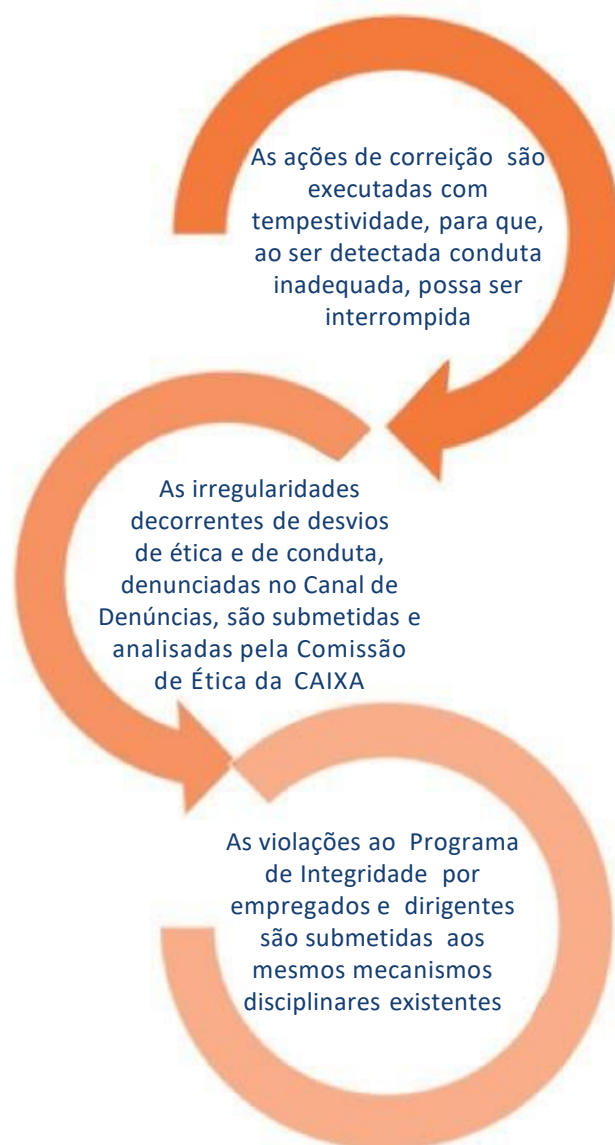 As ações de correição são
executadas com
tempestividade, para que,
ao ser detectada conduta
inadequada, possa ser
interrompida
As irregularidades
decorrentes de desvios
de ética e de conduta,
denunciadas no Canal de
Denúncias, são submetidas e
analisadas pela Comissão
de Ética da CAIXA
As violações ao Programa
de Integridade por
empregados e dirigentes
são submetidas aos
mesmos mecanismos
disciplinares existentes